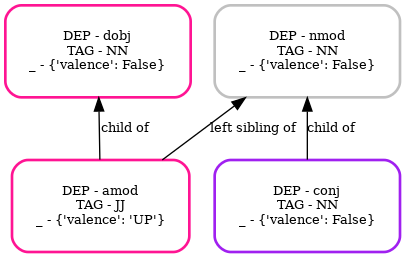 DEP - dobj
TAG - NN
_ - {'valence': False}
DEP - nmod
TAG - NN
_ - {'valence': False}
child of
left sibling of
child of
DEP - amod
TAG - JJ
_ - {'valence': 'UP'}
DEP - conj
TAG - NN
_ - {'valence': False}